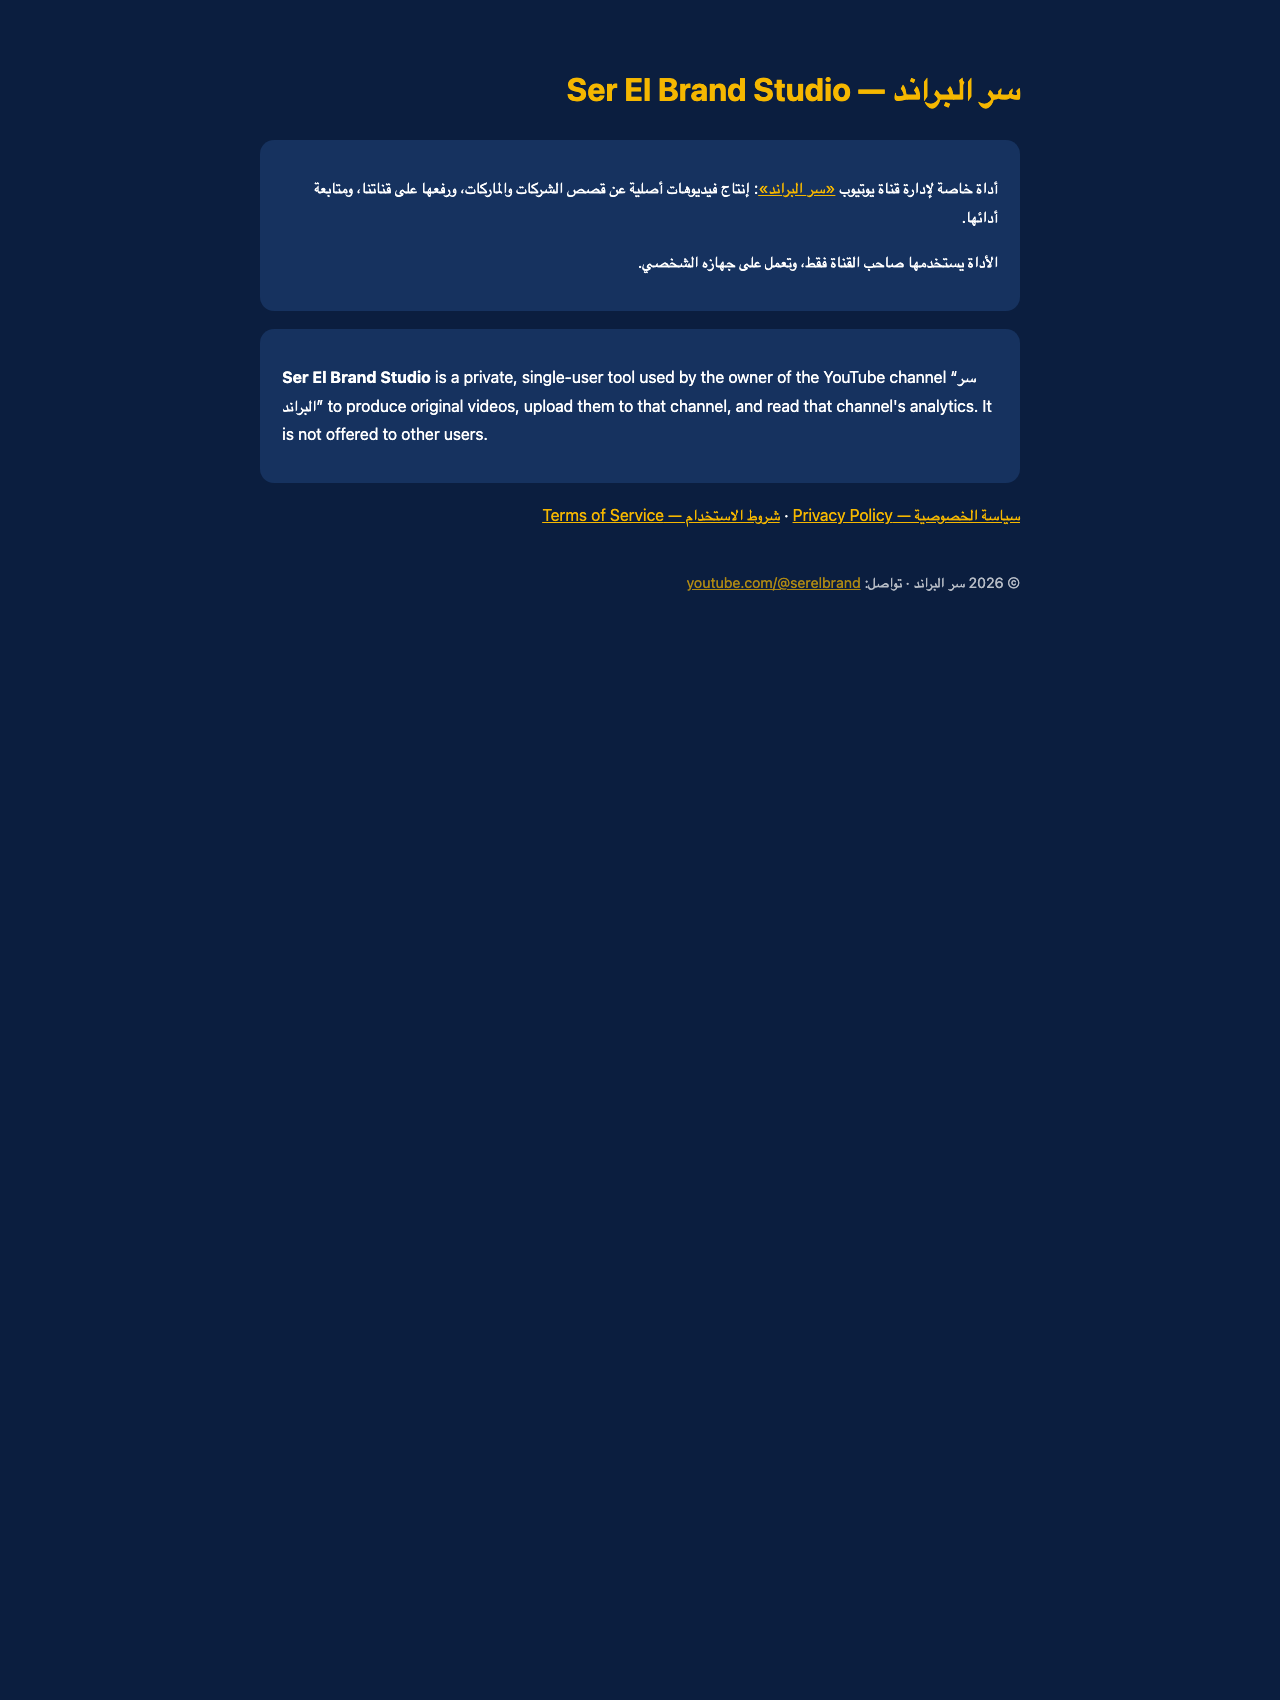 سر البراند — Ser El Brand Studio
أداة خاصة لإدارة قناة يوتيوب «سر البراند»: إنتاج فيديوهات أصلية عن قصص الشركات والماركات، ورفعها على قناتنا، ومتابعة
أدائها.
الأداة يستخدمها صاحب القناة فقط، وتعمل على جهازه الشخصي.
Ser El Brand Studio is a private, single-user tool used by the owner of the YouTube channel “سر
البراند” to produce original videos, upload them to that channel, and read that channel's analytics. It
is not offered to other users.
سياسة الخصوصية — Privacy Policy · شروط الاستخدام — Terms of Service
© 2026 سر البراند · تواصل: youtube.com/@serelbrand